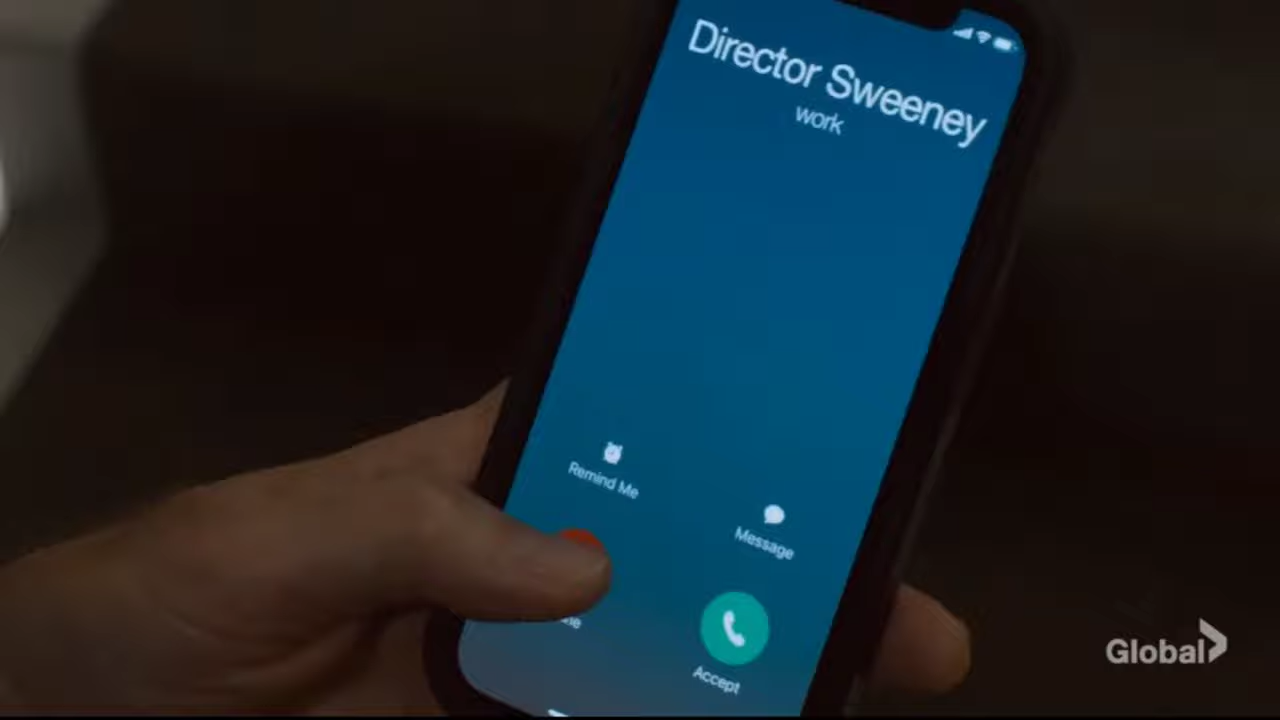 Director Sweeney
work
Remind Me
Message
Accept
Global